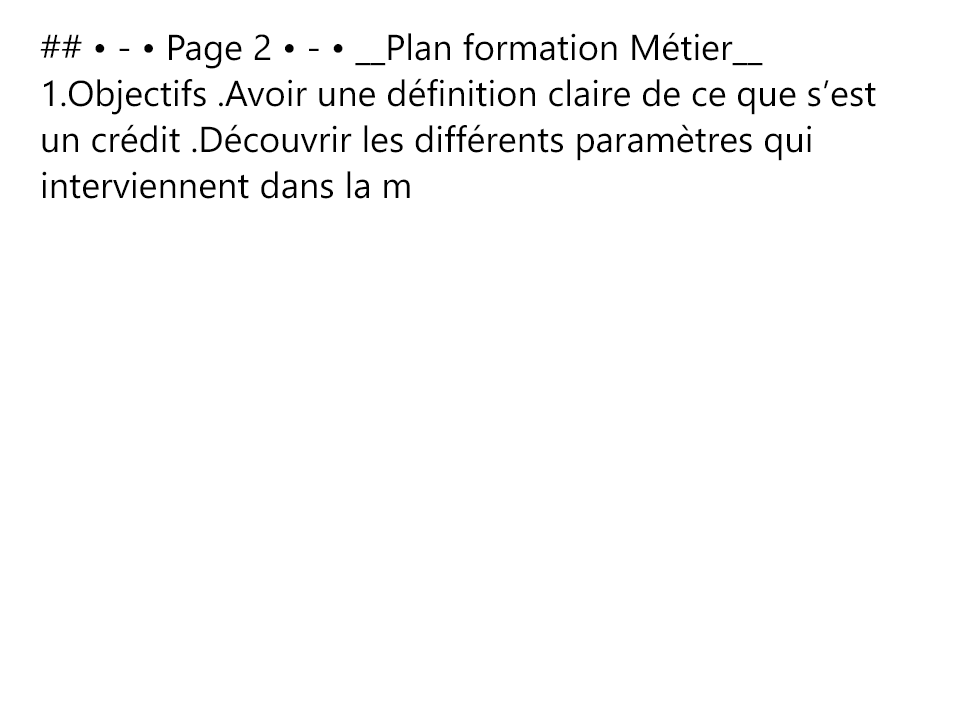 ## • - • Page 2 • - • __Plan formation Métier__
1.Objectifs .Avoir une définition claire de ce que s’est
un crédit .Découvrir les différents paramètres qui
interviennent dans la m